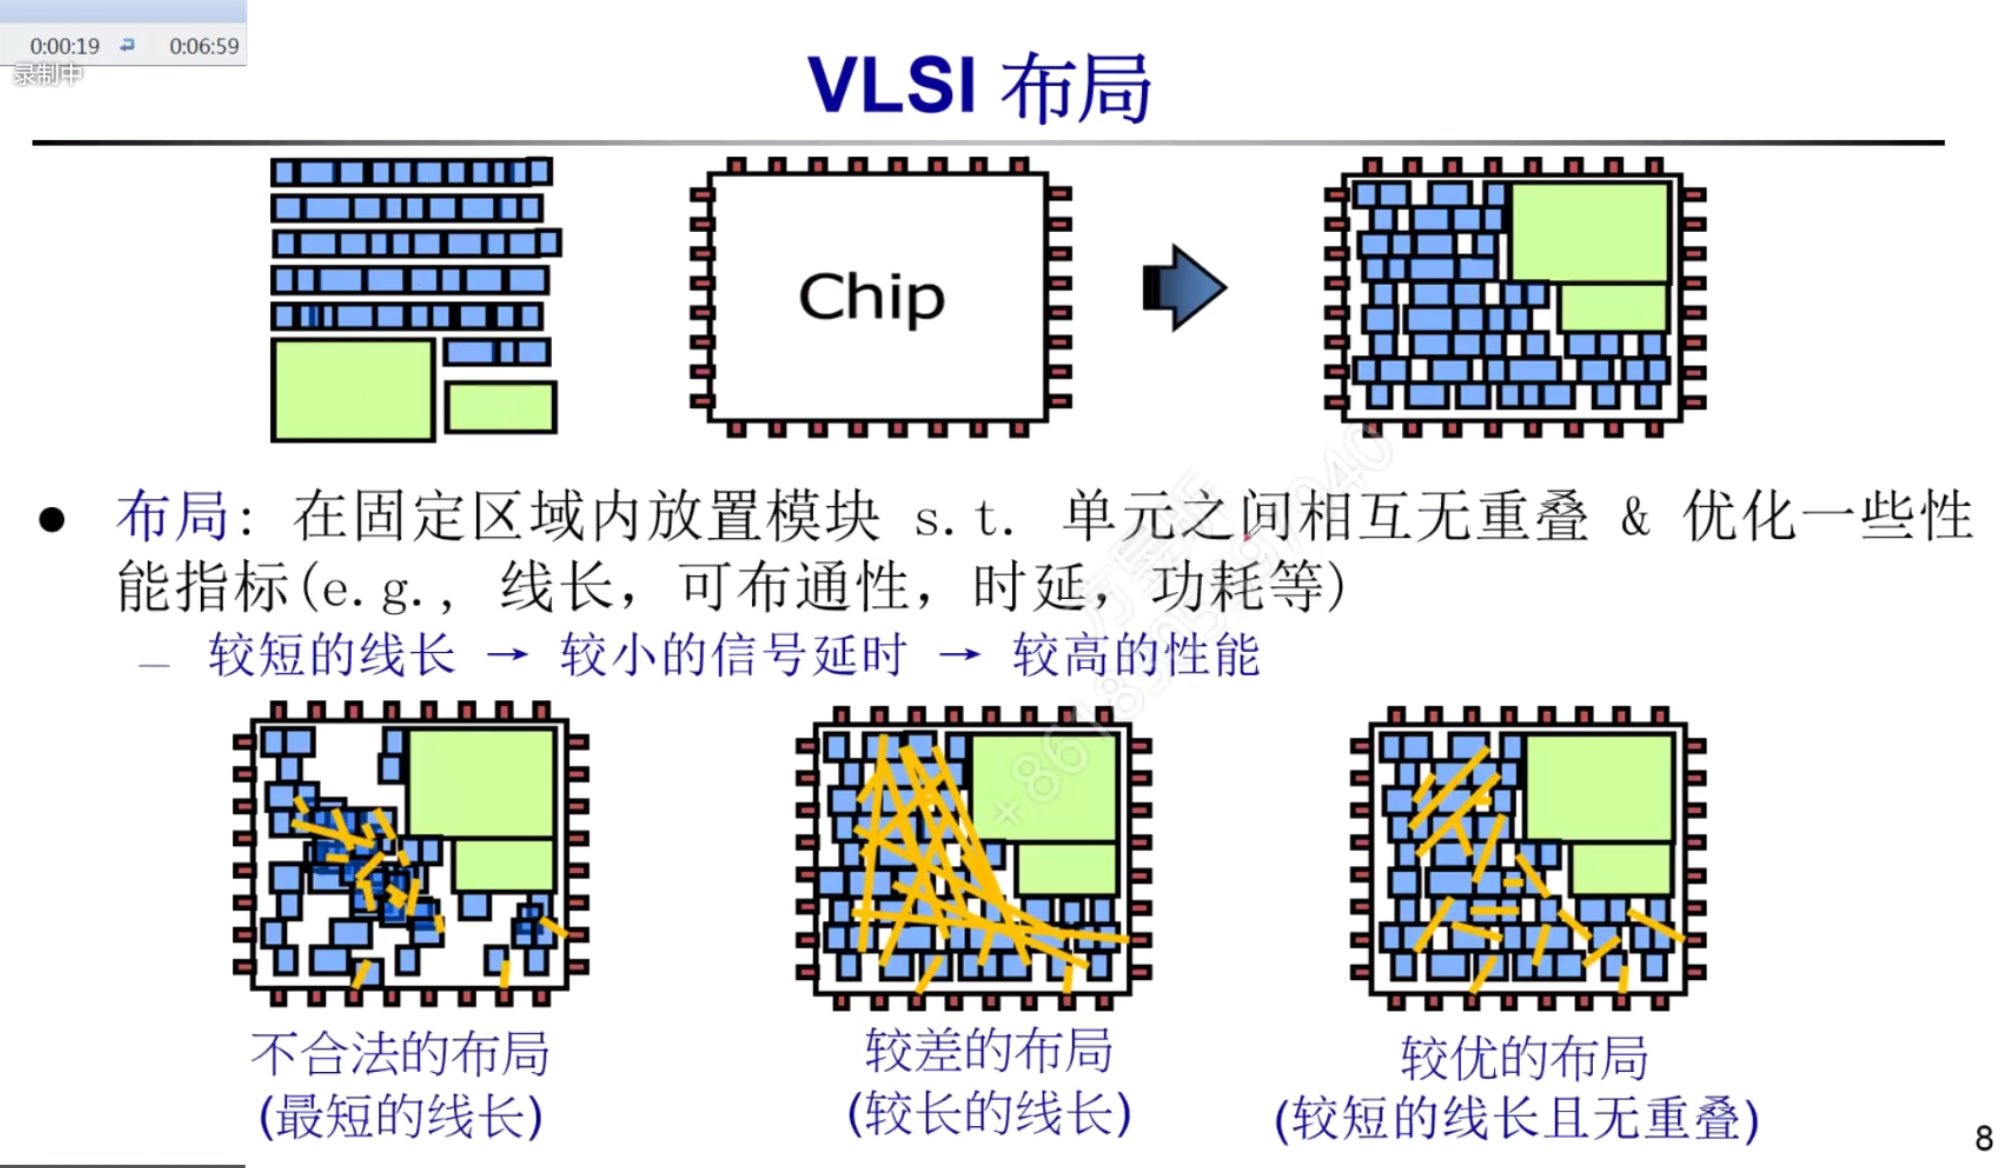 0:00:19 0:06:59
录制中
VLSI 布局
Chip
布局: 在固定区域内放置模块 s.t. 单元之间相互无重叠 & 优化一些性
能指标(e.g., 线长, 可布通性, 时延, 功耗等)
— 较短的线长 → 较小的信号延时 → 较高的性能
不合法的布局
(最短的线长)
较差的布局
(较长的线长)
较优的布局
(较短的线长且无重叠)
8